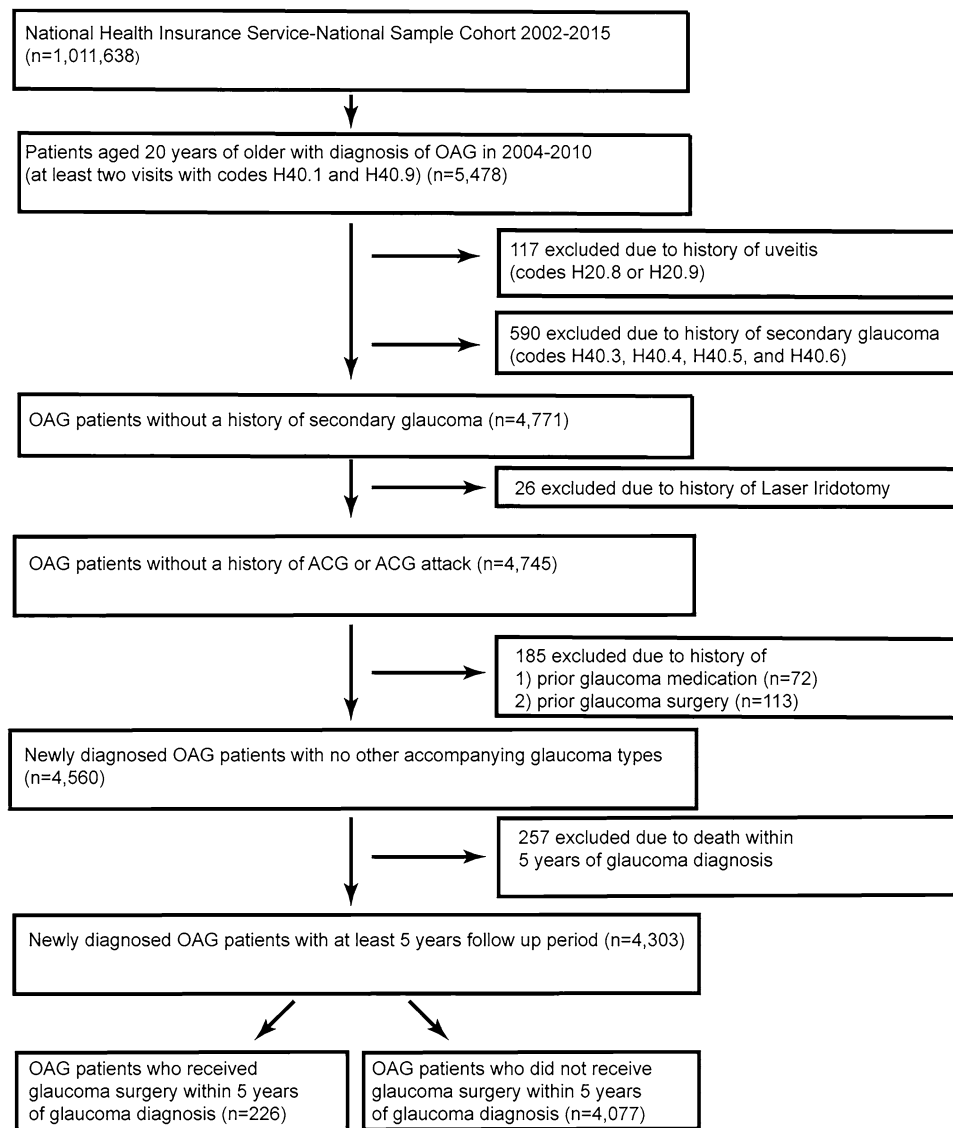 National Health Insurance Service-National Sample Cohort 2002-2015
(n=1,011,638)
Patients aged 20 years of older with diagnosis of OAG in 2004-2010
(at least two visits with codes H40.1 and H40.9) (n=5,478)
117 excluded due to history of uveitis
(codes H20.8 or H20.9)
590 excluded due to history of secondary glaucoma
(codes H40.3, H40.4, H40.5, and H40.6)
OAG patients without a history of secondary glaucoma (n=4,771)
26 excluded due to history of Laser Iridotomy
OAG patients without a history of ACG or ACG attack (n=4,745)
185 excluded due to history of
1) prior glaucoma medication (n=72)
2) prior glaucoma surgery (n=113)
Newly diagnosed OAG patients with no other accompanying glaucoma types
(n=4,560)
257 excluded due to death within
5 years of glaucoma diagnosis
Newly diagnosed OAG patients with at least 5 years follow up period (n=4,303)
OAG patients who received
glaucoma surgery within 5 years
of glaucoma diagnosis (n=226)
OAG patients who did not receive
glaucoma surgery within 5 years
of glaucoma diagnosis (n=4,077)